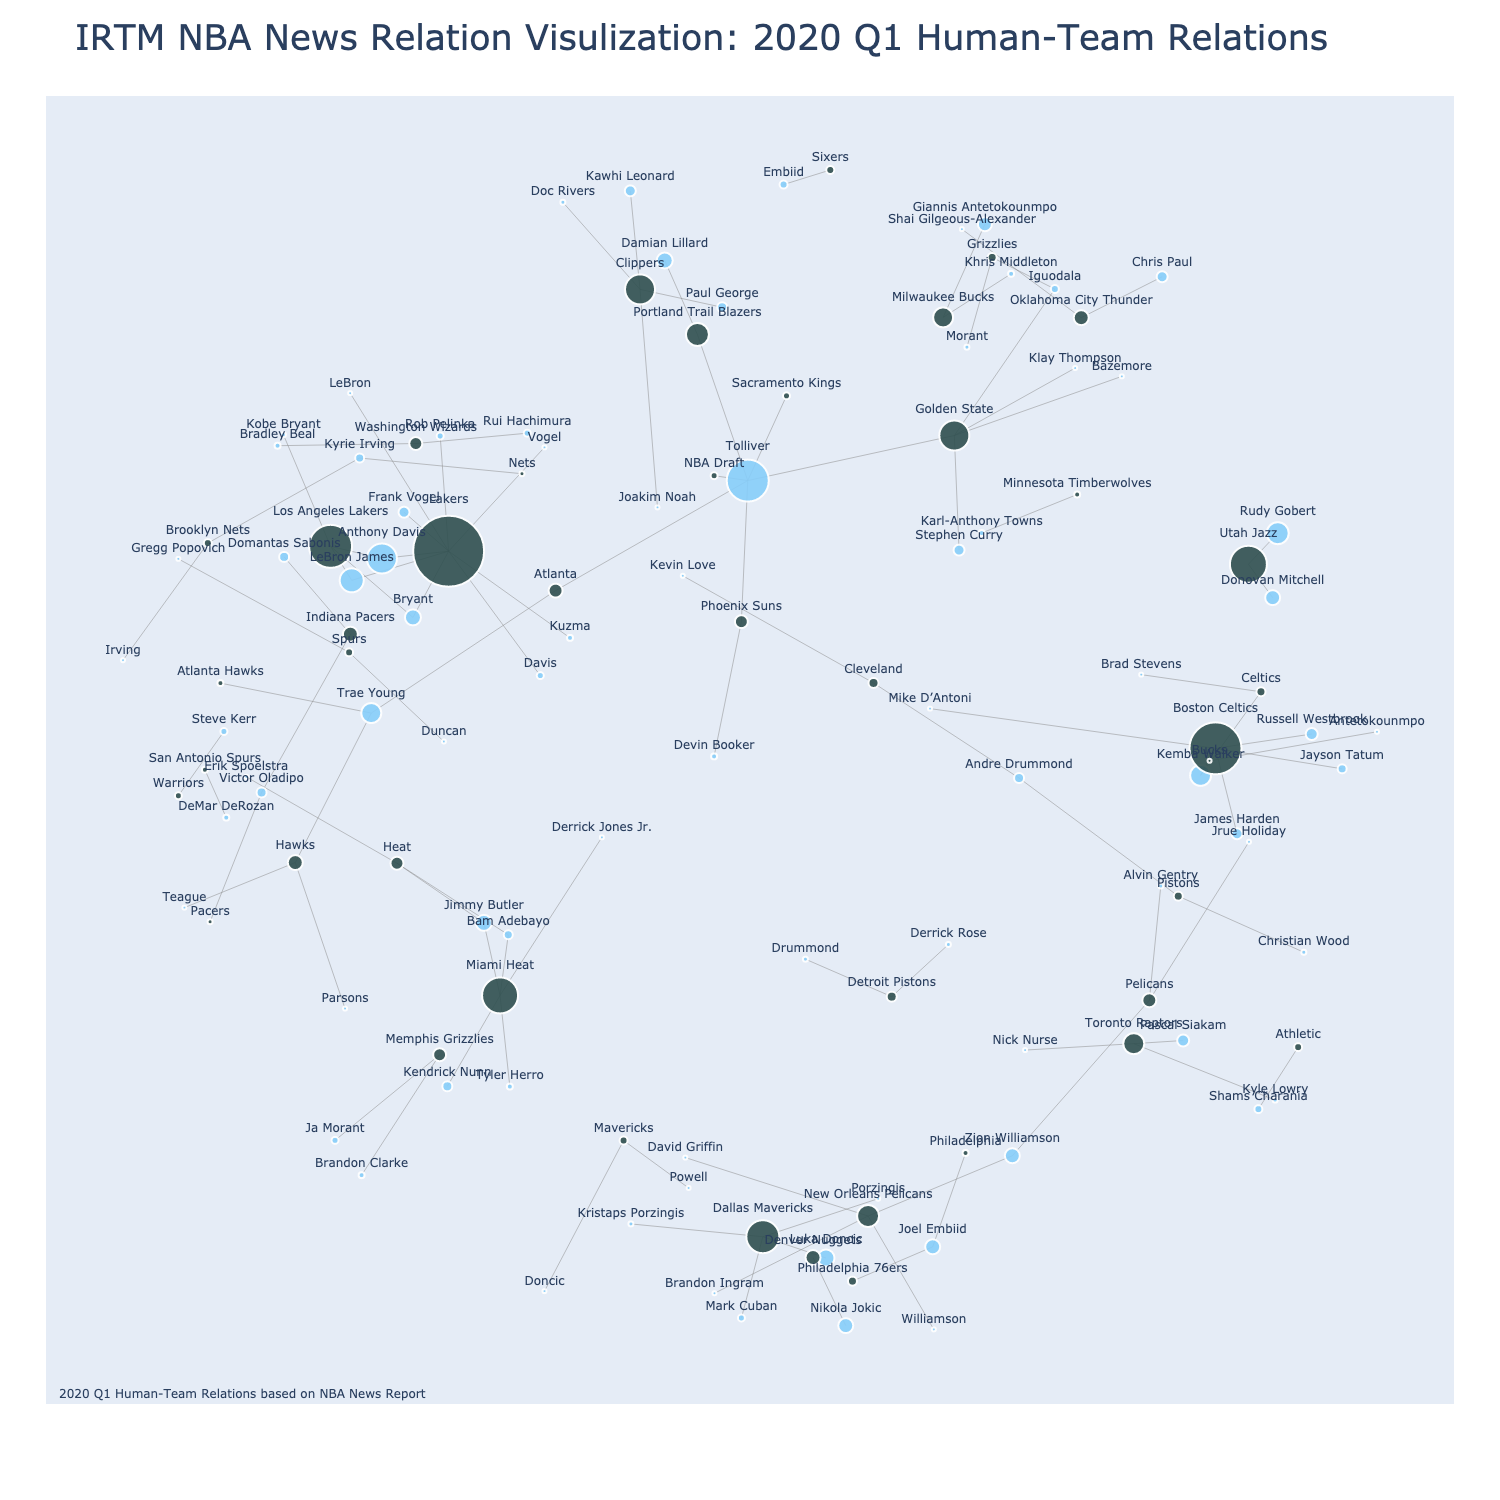 IRTM NBA News Relation Visulization: 2020 Q1 Human-Team Relations
Sixers
Embiid
Kawhi Leonard
Doc Rivers
Giannis Antetokounmpo
Shai Gilgeous-Alexander
Damian Lillard
Grizzlies
Clippers
Khris Middleton
Chris Paul
Iguodala
Paul George
Milwaukee Bucks
Oklahoma City Thunder
Portland Trail Blazers
Morant
Klay Thompson
Bazemore
LeBron
Sacramento Kings
Golden State
Kobe Bryant
Rob Pelinka
Rui Hachimura
Washington Wizards
Bradley Beal
Vogel
Kyrie Irving
Tolliver
Nets
NBA Draft
Minnesota Timberwolves
Frank Vogel
Lakers
Joakim Noah
Los Angeles Lakers
Rudy Gobert
Karl-Anthony Towns
Brooklyn Nets
Anthony Davis
Utah Jazz
Stephen Curry
Domantas Sabonis
Gregg Popovich
LeBron James
Kevin Love
Atlanta
Donovan Mitchell
Bryant
Phoenix Suns
Indiana Pacers
Kuzma
Spurs
Irving
Davis
Brad Stevens
Cleveland
Atlanta Hawks
Celtics
Trae Young
Mike D’Antoni
Boston Celtics
Steve Kerr
Russell Westbrook
Antetokounmpo
Duncan
Devin Booker
Bucks
Kemba Walker
Jayson Tatum
San Antonio Spurs
Erik Spoelstra
Andre Drummond
Victor Oladipo
Warriors
DeMar DeRozan
James Harden
Derrick Jones Jr.
Jrue Holiday
Hawks
Heat
Alvin Gentry
Pistons
Teague
Jimmy Butler
Pacers
Bam Adebayo
Derrick Rose
Christian Wood
Drummond
Miami Heat
Detroit Pistons
Pelicans
Parsons
Toronto Raptors
Pascal Siakam
Athletic
Memphis Grizzlies
Nick Nurse
Kendrick Nunn
Tyler Herro
Kyle Lowry
Shams Charania
Ja Morant
Mavericks
Philadelphia
Zion Williamson
David Griffin
Brandon Clarke
Powell
Porzingis
New Orleans Pelicans
Dallas Mavericks
Kristaps Porzingis
Joel Embiid
Luka Doncic
Denver Nuggets
Philadelphia 76ers
Doncic
Brandon Ingram
Mark Cuban
Nikola Jokic
Williamson
2020 Q1 Human-Team Relations based on NBA News Report